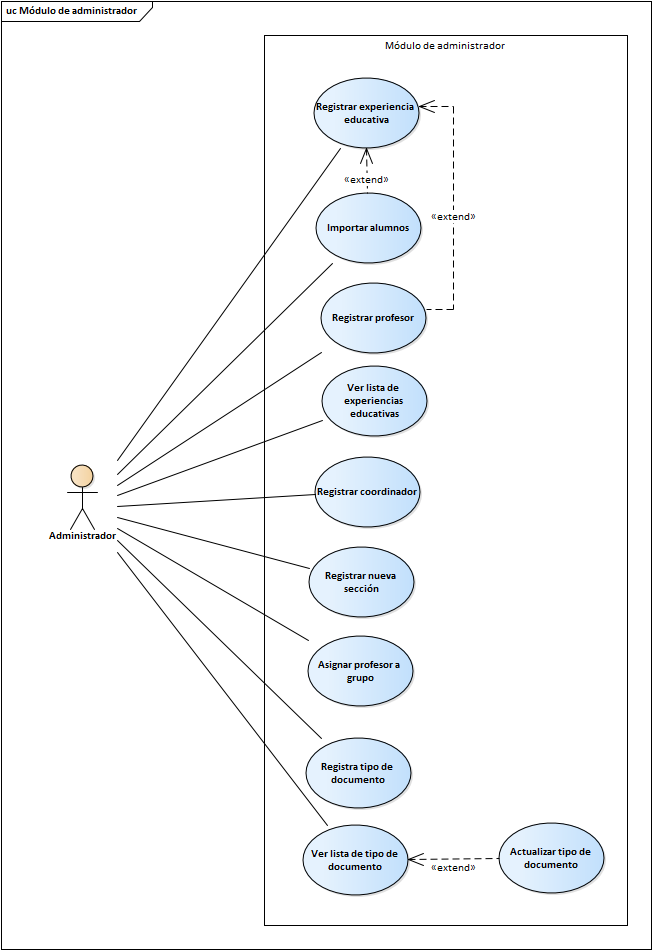 uc Módulo de administrador
Módulo de administrador
Registrar experiencia
educativa
«extend»
Importar alumnos
«extend»
Registrar profesor
Ver lista de
experiencias
educativas
Registrar coordinador
Administrador
Registrar nueva
sección
Asignar profesor a
grupo
Registra tipo de
documento
Ver lista de tipo de
documento
«extend»
Actualizar tipo de
documento